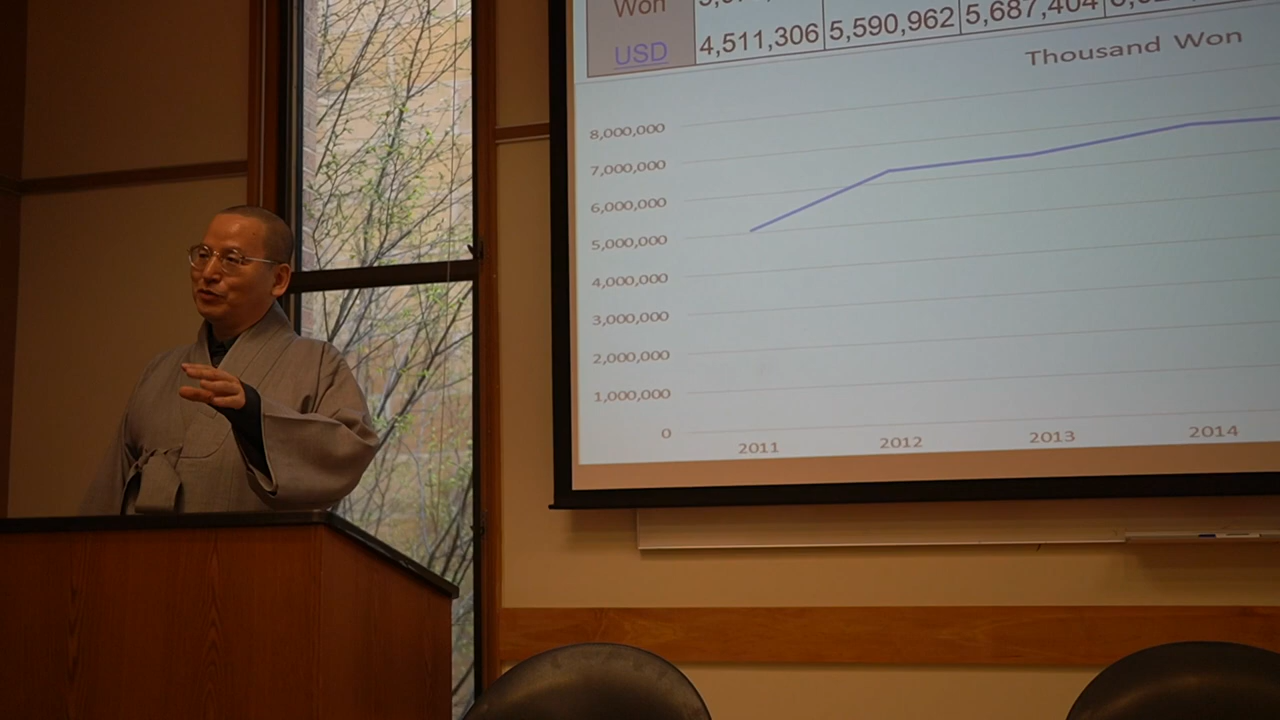 Won
USD 4,511,306 5,590,962 5,687,404
Thousand Won
8,000,000
7,000,000
6,000,000
5,000,000
4,000,000
3,000,000
2,000,000
1,000,000
0
2011 2012 2013 2014